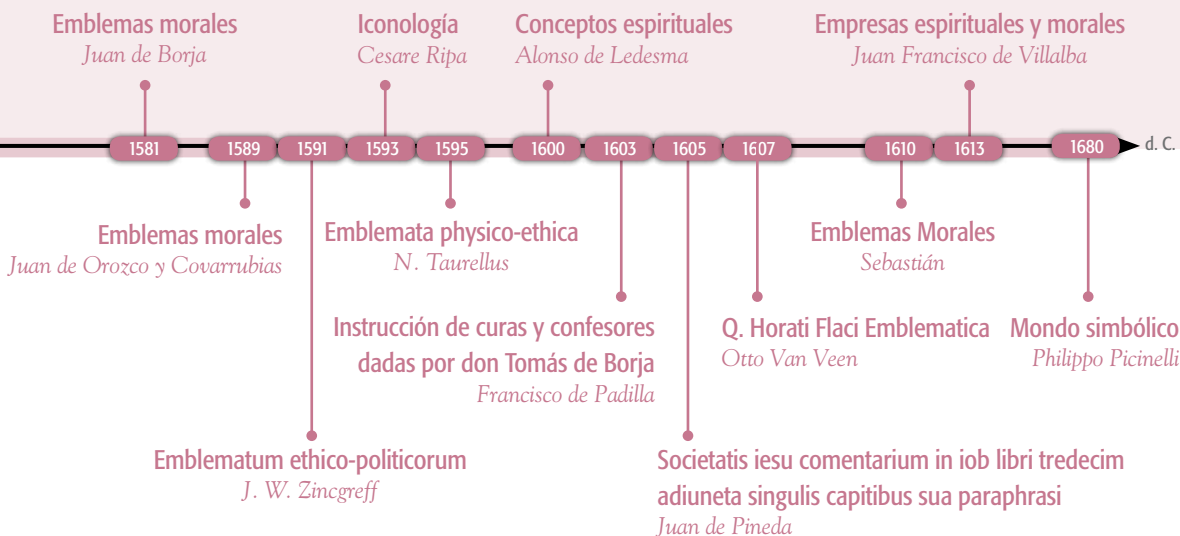 Emblemas morales
Juan de Borja
Iconología
Cesare Ripa
Conceptos espirituales
Alonso de Ledesma
Empresas espirituales y morales
Juan Francisco de Villalba
1581
1589
1591
1593
1595
1600
1603
1605
1607
1610
1613
1680
d. C.
Emblemas morales
Juan de Orozco y Covarrubias
Emblemata physico-ethica
N. Taurellus
Emblemas Morales
Sebastián
Instrucción de curas y confesores
dadas por don Tomás de Borja
Francisco de Padilla
Q. Horati Flaci Emblematica
Otto Van Veen
Mondo simbólico
Philippo Picinelli
Emblematum ethico-politicorum
J. W. Zincgreff
Societatis iesu comentarium in iob libri tredecim
adiuneta singulis capitibus sua paraphrasi
Juan de Pineda